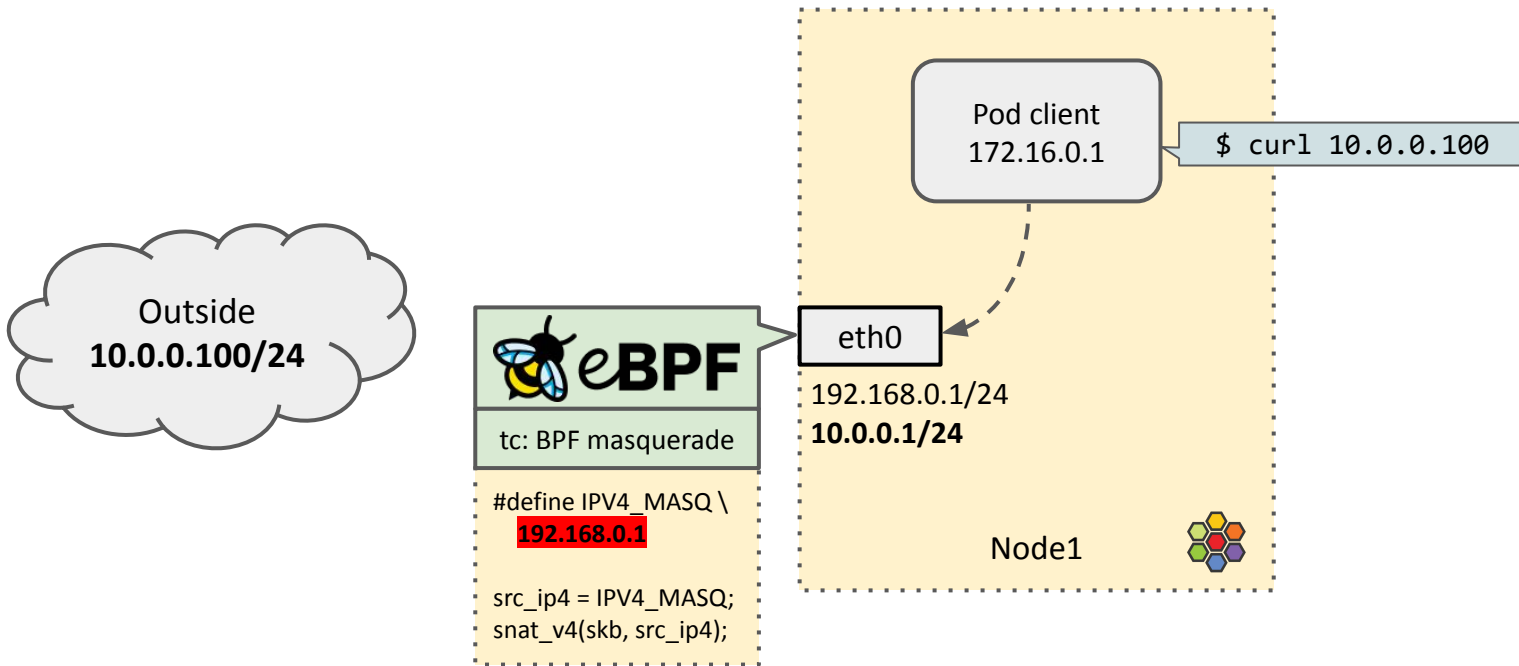 Pod client
172.16.0.1
$ curl 10.0.0.100
Outside
10.0.0.100/24
eBPF
tc: BPF masquerade
#define IPV4_MASQ \
192.168.0.1
src_ip4 = IPV4_MASQ;
snat_v4(skb, src_ip4);
eth0
192.168.0.1/24
10.0.0.1/24
Node1